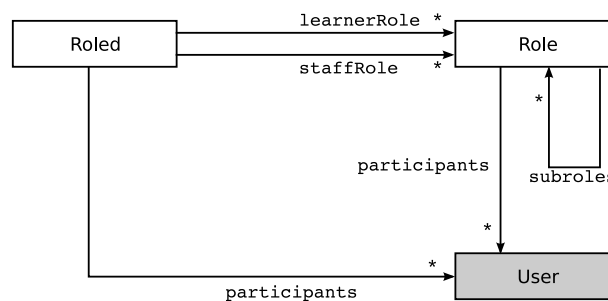 learnerRole *
Roled
Role
staffRole *
*
participants
subroles
*
*
User
participants